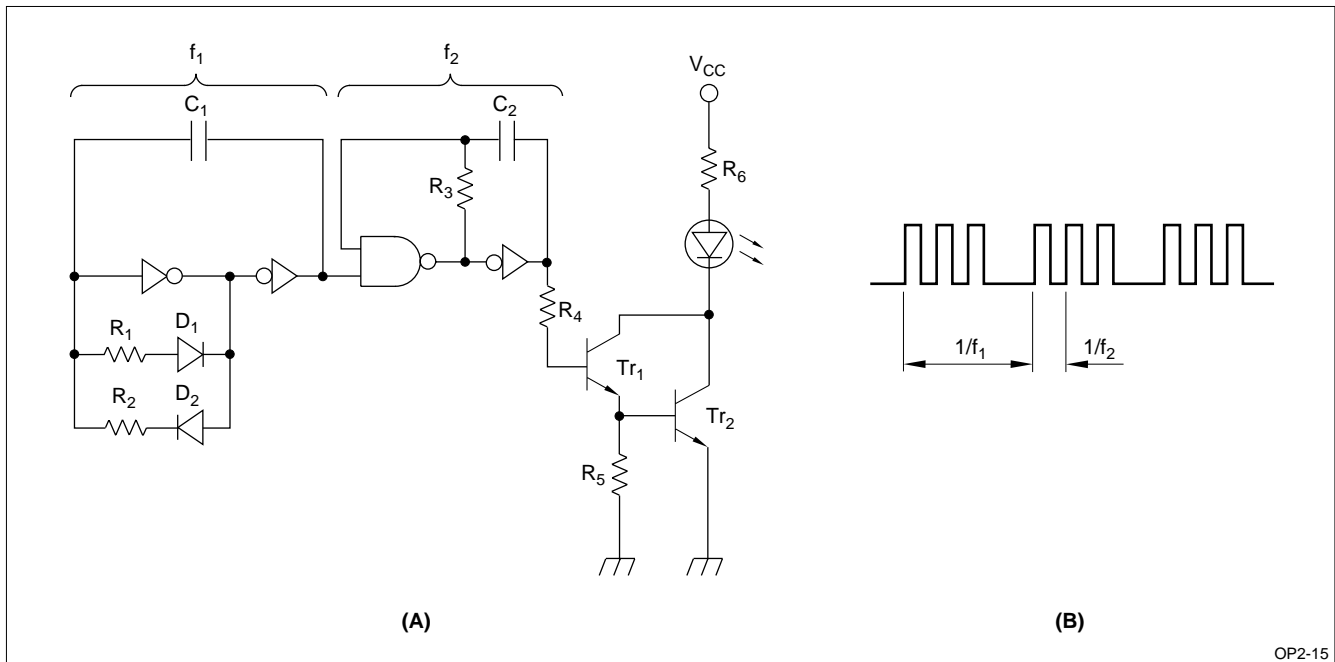 f₁
f₂
C₁
C₂
V_CC
R₃
R₆
R₄
R₁
D₁
R₂
D₂
Tr₁
Tr₂
R₅
1/f₁
1/f₂
(A)
(B)
OP2-15